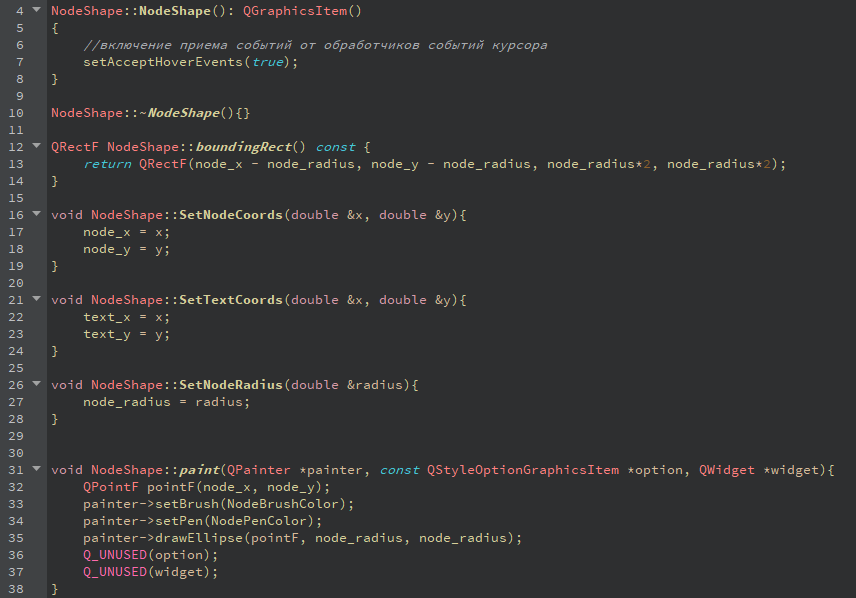 4 NodeShape::NodeShape(): QGraphicsItem()
5 {
6     //включение приема событий от обработчиков событий курсора
7     setAcceptHoverEvents(true);
8 }
9
10 NodeShape::~NodeShape(){}
11
12 QRectF NodeShape::boundingRect() const {
13     return QRectF(node_x - node_radius, node_y - node_radius, node_radius*2, node_radius*2);
14 }
15
16 void NodeShape::SetNodeCoords(double &x, double &y){
17     node_x = x;
18     node_y = y;
19 }
20
21 void NodeShape::SetTextCoords(double &x, double &y){
22     text_x = x;
23     text_y = y;
24 }
25
26 void NodeShape::SetNodeRadius(double &radius){
27     node_radius = radius;
28 }
29
30
31 void NodeShape::paint(QPainter *painter, const QStyleOptionGraphicsItem *option, QWidget *widget){
32     QPointF pointF(node_x, node_y);
33     painter->setBrush(NodeBrushColor);
34     painter->setPen(NodePenColor);
35     painter->drawEllipse(pointF, node_radius, node_radius);
36     Q_UNUSED(option);
37     Q_UNUSED(widget);
38 }